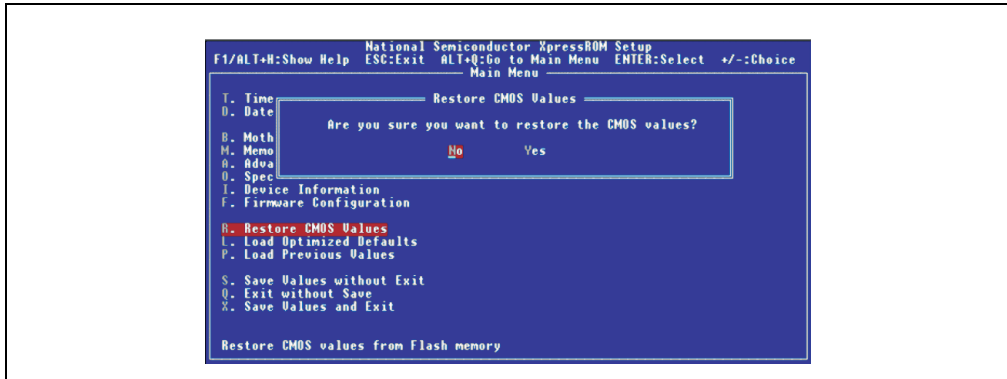 National Semiconductor XpressROM Setup
F1/ALT+H:Show Help ESC:Exit ALT+Q:Go to Main Menu ENTER:Select +/-:Choice
Main Menu
T. Time
Restore CMOS Values
D. Date
Are you sure you want to restore the CMOS values?
B. Moth
M. Memo
No Yes
A. Adva
O. Spec
I. Device Information
F. Firmware Configuration
R. Restore CMOS Values
L. Load Optimized Defaults
P. Load Previous Values
S. Save Values without Exit
Q. Exit without Save
X. Save Values and Exit
Restore CMOS values from Flash memory